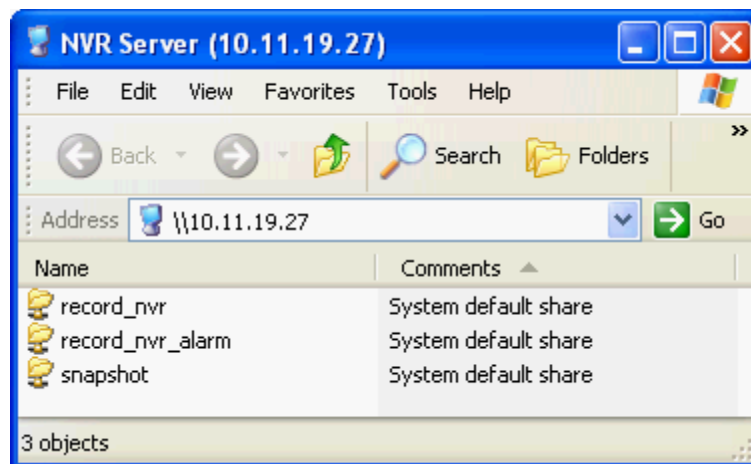 NVR Server (10.11.19.27)
File Edit View Favorites Tools Help
Back Search Folders »
Address \\10.11.19.27 Go
Name Comments
record_nvr System default share
record_nvr_alarm System default share
snapshot System default share
3 objects